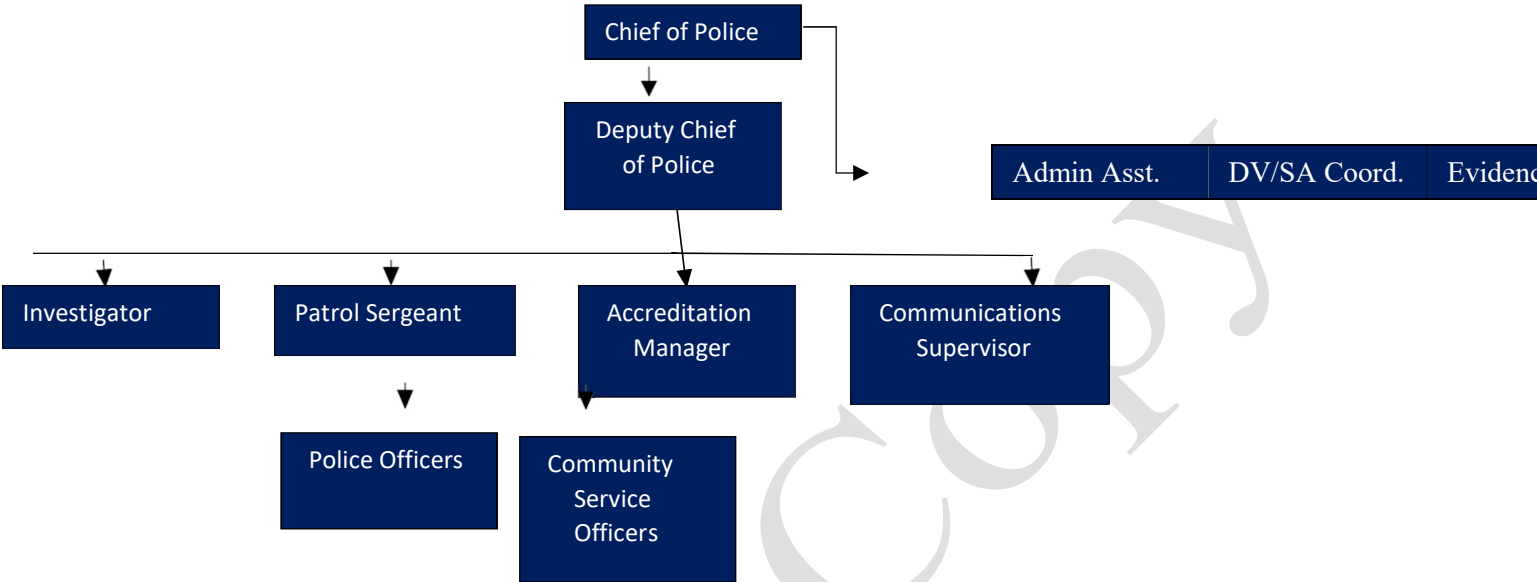 Chief of Police
Deputy Chief
of Police
Admin Asst. DV/SA Coord.
Investigator
Patrol Sergeant
Accreditation
Manager
Communications
Supervisor
Police Officers
Community
Service
Officers
Copy